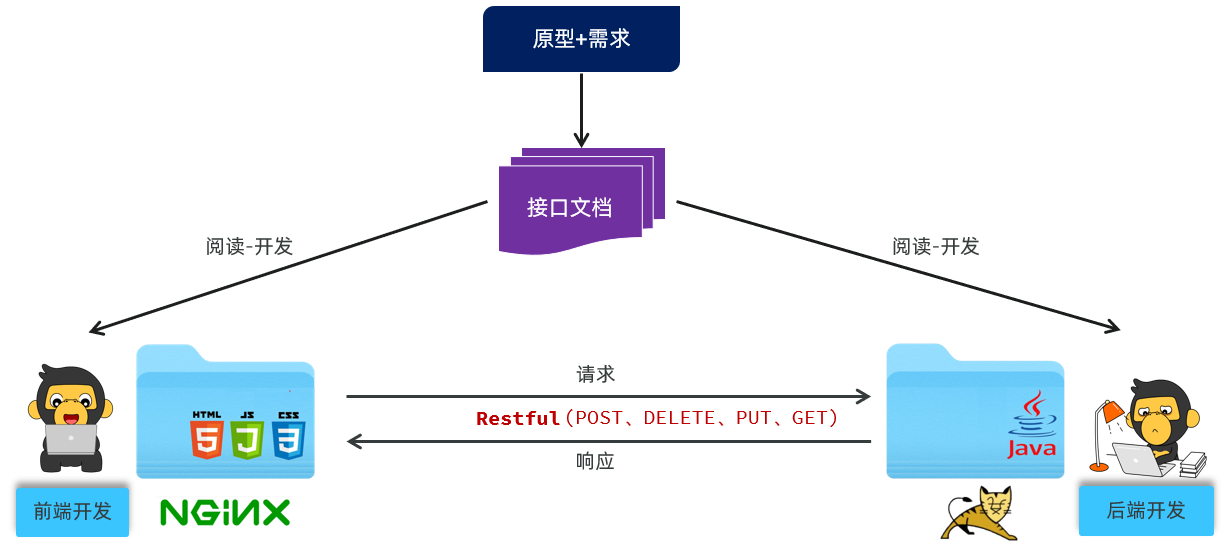 原型+需求
接口文档
阅读-开发
阅读-开发
请求
Restful(POST、DELETE、PUT、GET)
响应
HTML JS CSS
5 J 3
Java
前端开发
NGiNX
后端开发